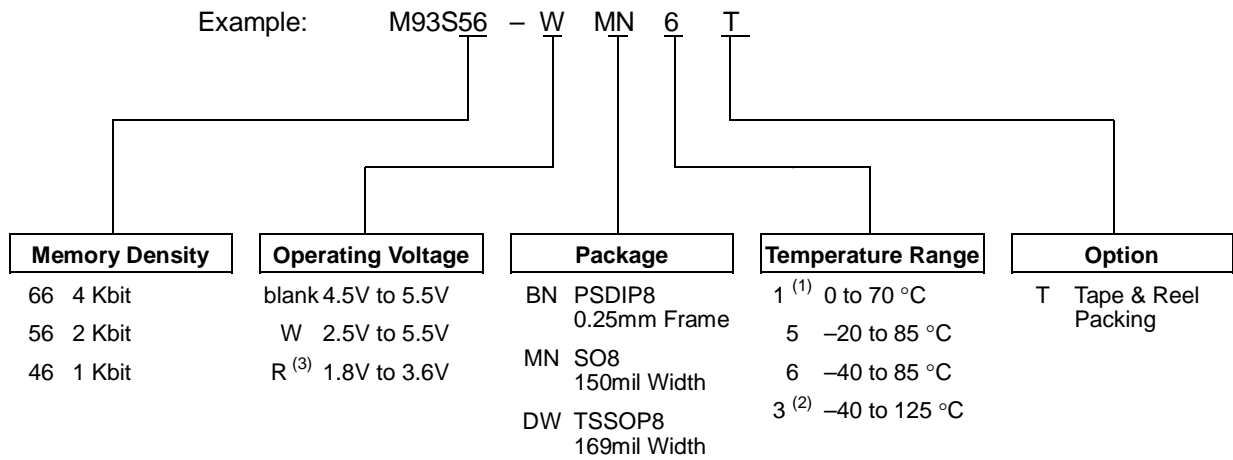 Example: M93S56 – W MN 6 T
Memory Density
66 4 Kbit
56 2 Kbit
46 1 Kbit
Operating Voltage
blank 4.5V to 5.5V
W 2.5V to 5.5V
R (3) 1.8V to 3.6V
Package
BN PSDIP8
0.25mm Frame
MN SO8
150mil Width
DW TSSOP8
169mil Width
Temperature Range
1 (1) 0 to 70 °C
5 –20 to 85 °C
6 –40 to 85 °C
3 (2) –40 to 125 °C
Option
T Tape & Reel
Packing